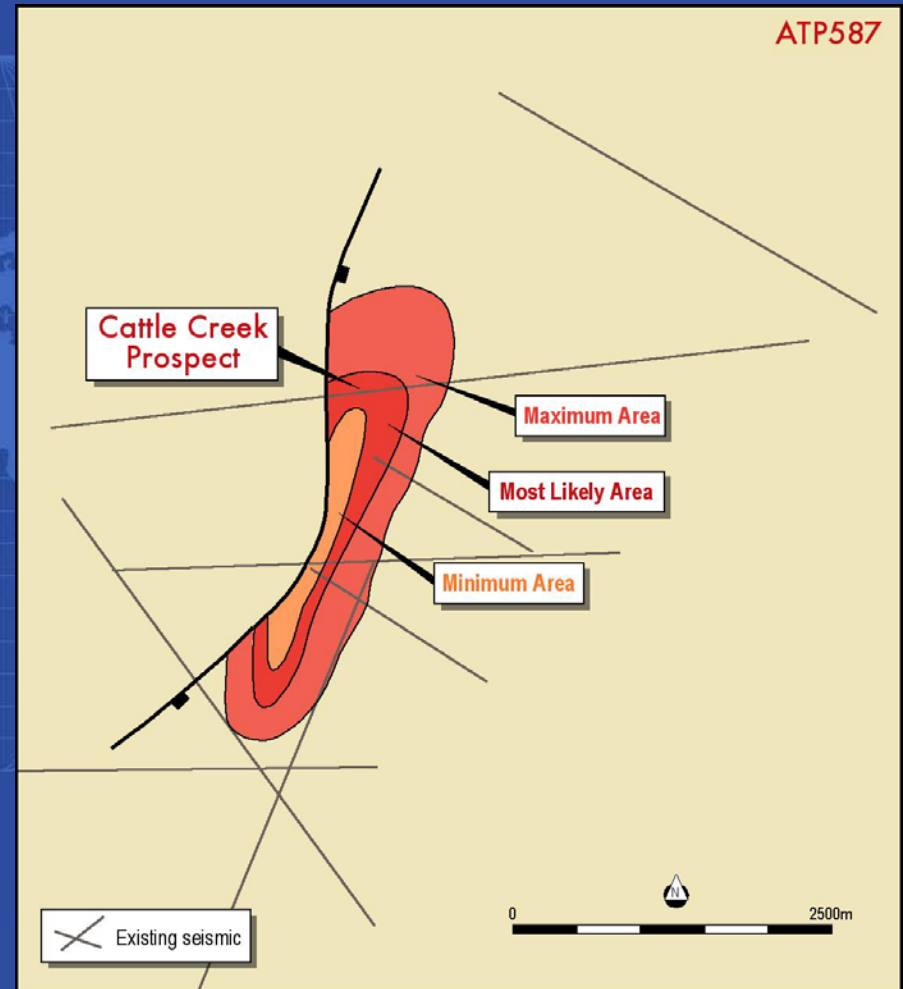 ATP587
Cattle Creek
Prospect
Maximum Area
Most Likely Area
Minimum Area
N
0 2500m
Existing seismic